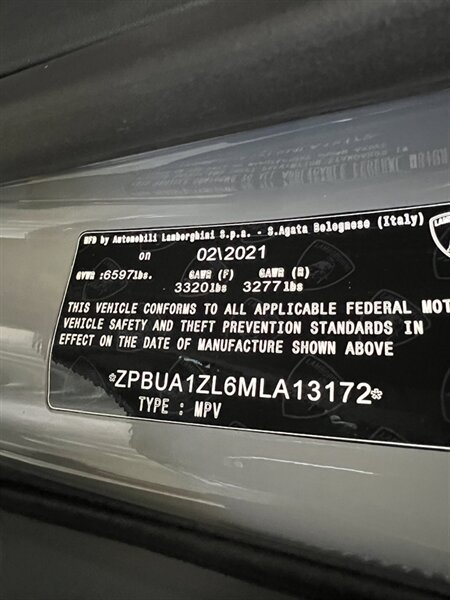 MFD by Automobili Lamborghini S.p.a. - S.Agata Bolognese (Italy)
on 02\2021
GVWR :6597lbs. GAWR (F) GAWR (R)
3320lbs 3277lbs
THIS VEHICLE CONFORMS TO ALL APPLICABLE FEDERAL MOT
VEHICLE SAFETY AND THEFT PREVENTION STANDARDS IN
EFFECT ON THE DATE OF MANUFACTURE SHOWN ABOVE
*ZPBUA1ZL6MLA13172*
TYPE : MPV